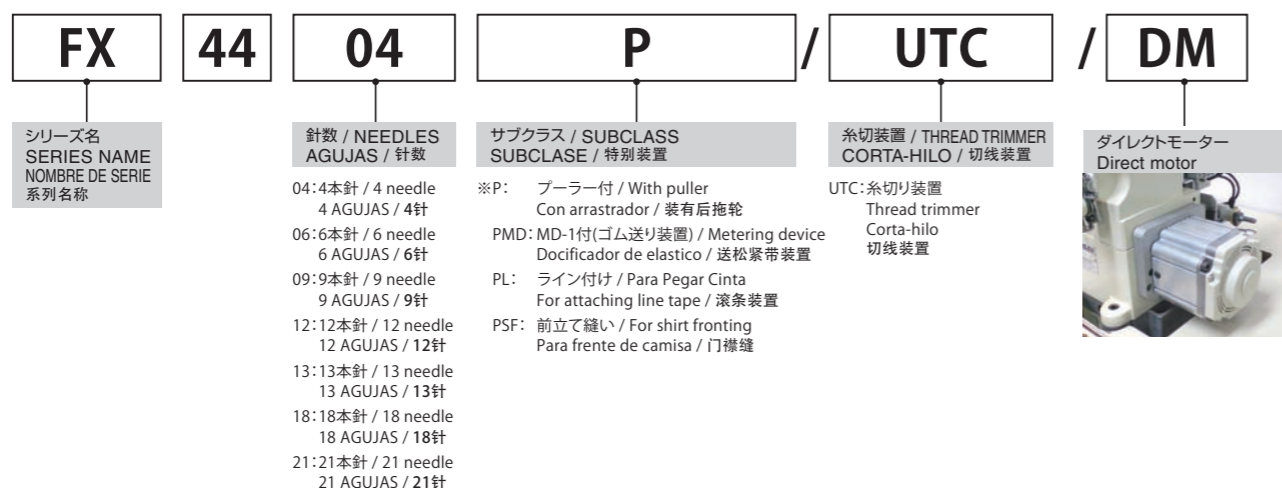 FX 44 04 P / UTC / DM
シリーズ名
SERIES NAME
NOMBRE DE SERIE
系列名称
針数 / NEEDLES
AGUJAS / 针数
04:4本針 / 4 needle
4 AGUJAS / 4针
06:6本針 / 6 needle
6 AGUJAS / 6针
09:9本針 / 9 needle
9 AGUJAS / 9针
12:12本針 / 12 needle
12 AGUJAS / 12针
13:13本針 / 13 needle
13 AGUJAS / 13针
18:18本針 / 18 needle
18 AGUJAS / 18针
21:21本針 / 21 needle
21 AGUJAS / 21针
サブクラス / SUBCLASS
SUBCLASE / 特别装置
※P: プーラー付 / With puller
Con arrastrador / 装有后拖轮
PMD:MD-1付(ゴム送り装置) / Metering device
Docificador de elastico / 送松紧带装置
PL: ライン付け / Para Pegar Cinta
For attaching line tape / 滚条装置
PSF: 前立て縫い / For shirt fronting
Para frente de camisa / 门襟缝
糸切装置 / THREAD TRIMMER
CORTA-HILO / 切线装置
UTC:糸切り装置
Thread trimmer
Corta-hilo
切线装置
ダイレクトモーター
Direct motor